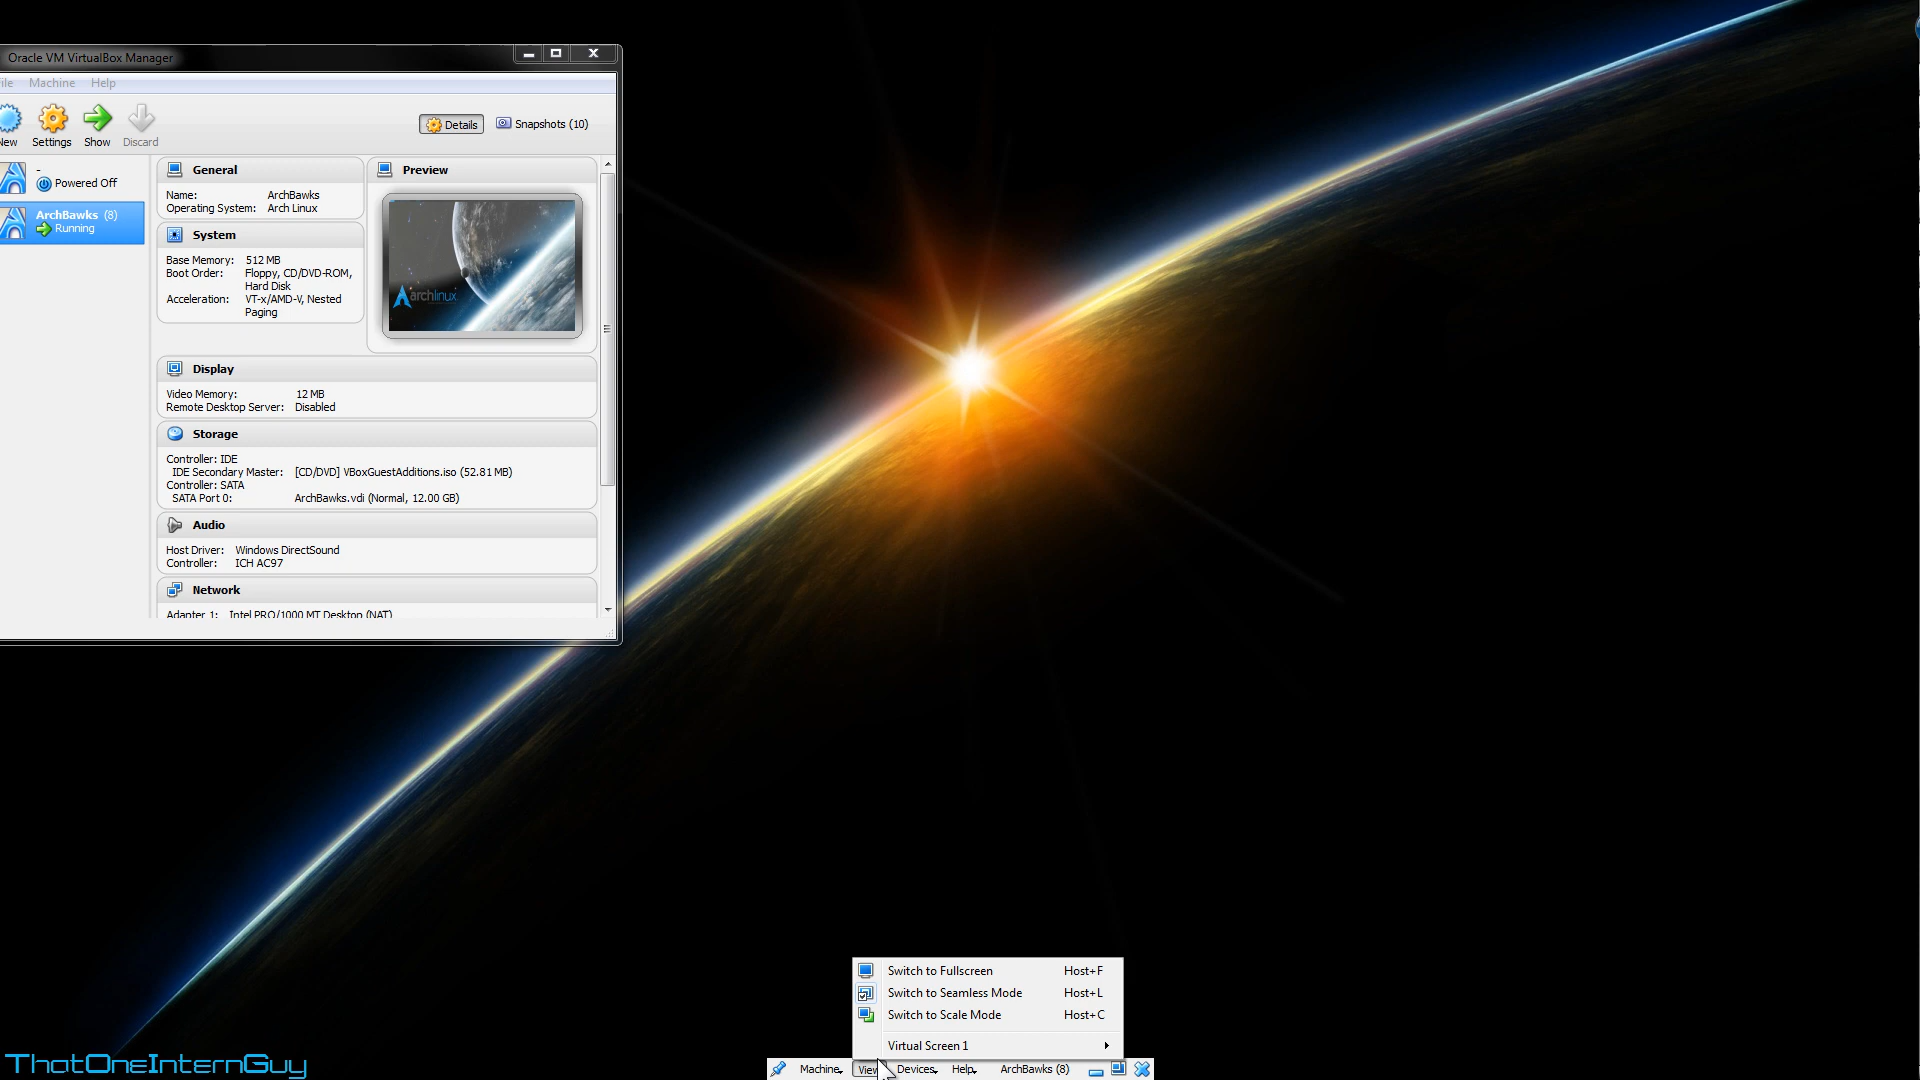 Oracle VM VirtualBox Manager
ile Machine Help
New Settings Show Discard
Details Snapshots (10)
-
Powered Off
ArchBawks (8)
Running
General
Name: ArchBawks
Operating System: Arch Linux
System
Base Memory: 512 MB
Boot Order: Floppy, CD/DVD-ROM,
Hard Disk
Acceleration: VT-x/AMD-V, Nested
Paging
Preview
archlinux
Display
Video Memory: 12 MB
Remote Desktop Server: Disabled
Storage
Controller: IDE
IDE Secondary Master: [CD/DVD] VBoxGuestAdditions.iso (52.81 MB)
Controller: SATA
SATA Port 0: ArchBawks.vdi (Normal, 12.00 GB)
Audio
Host Driver: Windows DirectSound
Controller: ICH AC97
Network
Adapter 1: Intel PRO/1000 MT Desktop (NAT)
Switch to Fullscreen Host+F
Switch to Seamless Mode Host+L
Switch to Scale Mode Host+C
Virtual Screen 1
Machine View Devices Help ArchBawks (8)
ThatOneInternGuy